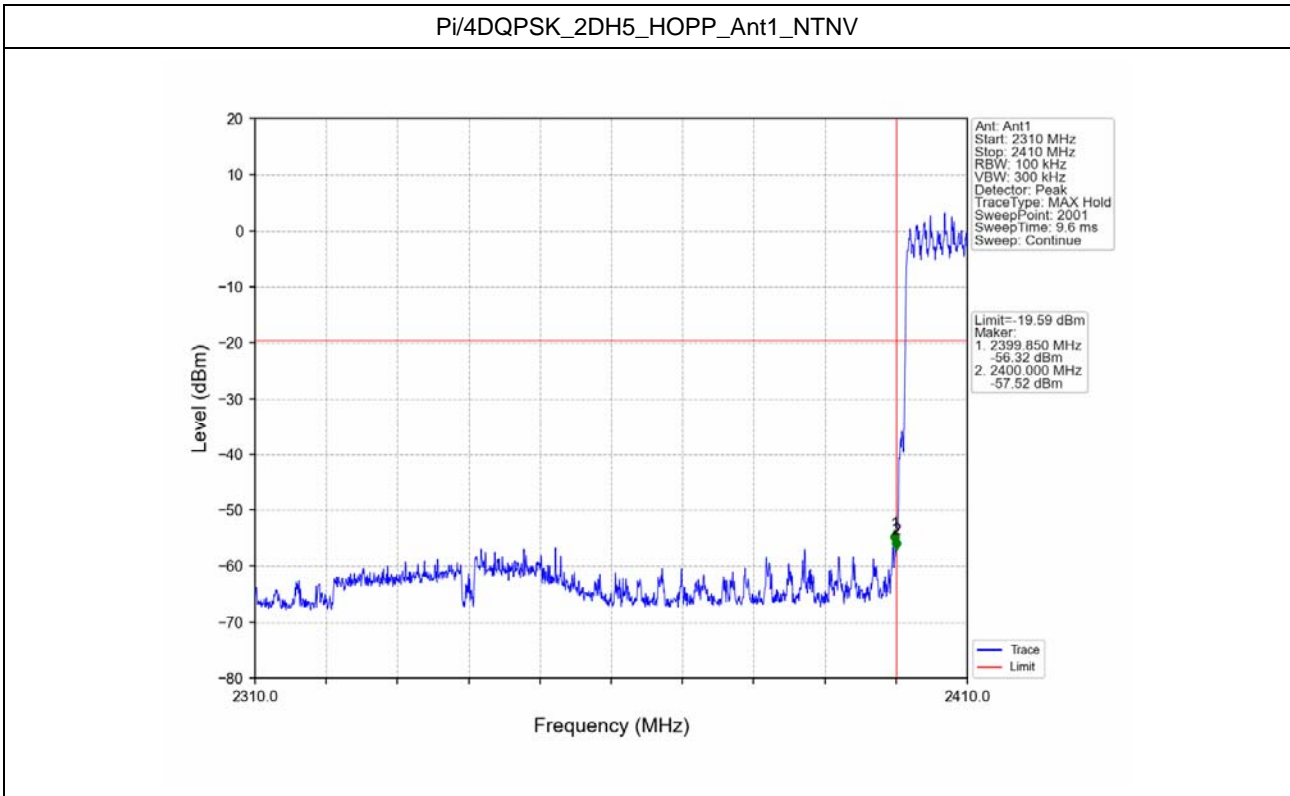 Pi/4DQPSK_2DH5_HOPP_Ant1_NTNV
20
10
0
−10
−20
−30
−40
−50
−60
−70
−80
Level (dBm)
2310.0
2410.0
Frequency (MHz)
1
2
Ant: Ant1
Start: 2310 MHz
Stop: 2410 MHz
RBW: 100 kHz
VBW: 300 kHz
Detector: Peak
TraceType: MAX Hold
SweepPoint: 2001
SweepTime: 9.6 ms
Sweep: Continue
Limit=-19.59 dBm
Maker:
1. 2399.850 MHz
-56.32 dBm
2. 2400.000 MHz
-57.52 dBm
Trace
Limit